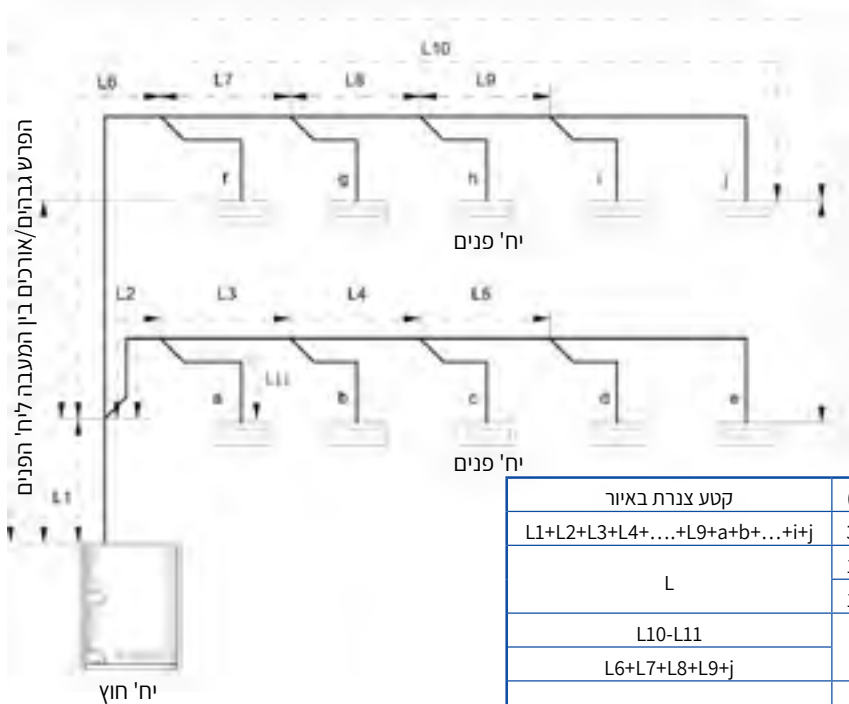 L10
L6 L7 L8 L9
f g h i j
יח' פנים
הפרש גבהים/אורכים בין המעבה ליח' הפנים
L2 L3 L4 L5
a L11 b c d e
יח' פנים
L1
יח' חוץ
קטע צנרת באיור
L1+L2+L3+L4+….+L9+a+b+…+i+j
L
L10-L11
L6+L7+L8+L9+j